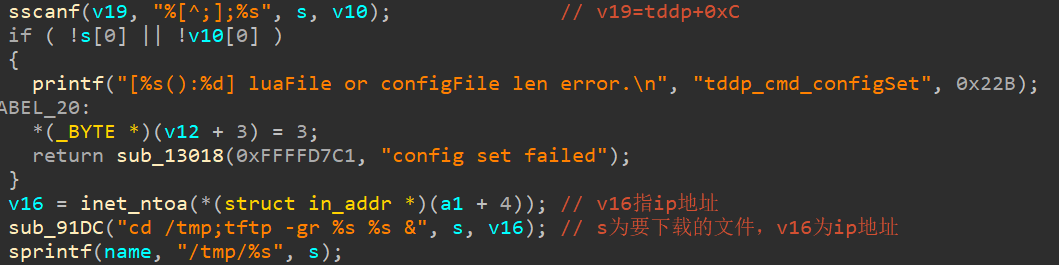 sscanf(v19, "%[^;];%s", s, v10); // v19=tddp+0xC
if ( !s[0] || !v10[0] )
{
printf("[%s():%d] luaFile or configFile len error.\n", "tddp_cmd_configSet", 0x22B);
ABEL_20:
*(_BYTE *)(v12 + 3) = 3;
return sub_13018(0xFFFFD7C1, "config set failed");
}
v16 = inet_ntoa(*(struct in_addr *)(a1 + 4)); // v16指ip地址
sub_91DC("cd /tmp;tftp -gr %s %s &", s, v16); // s为要下载的文件，v16为ip地址
sprintf(name, "/tmp/%s", s);